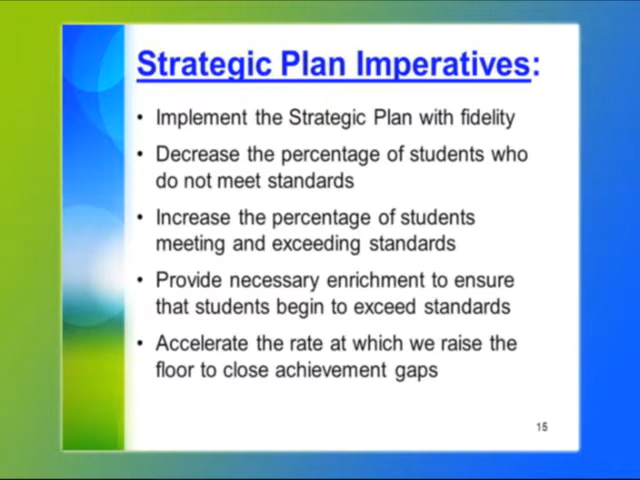 Strategic Plan Imperatives:
• Implement the Strategic Plan with fidelity
• Decrease the percentage of students who
do not meet standards
• Increase the percentage of students
meeting and exceeding standards
• Provide necessary enrichment to ensure
that students begin to exceed standards
• Accelerate the rate at which we raise the
floor to close achievement gaps
15